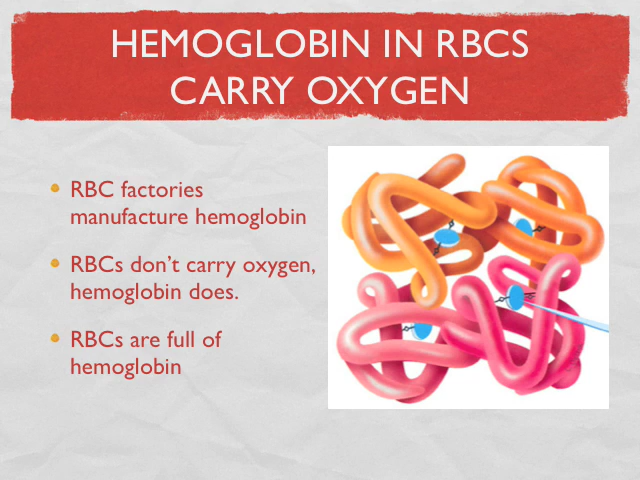 HEMOGLOBIN IN RBCS
CARRY OXYGEN
RBC factories
manufacture hemoglobin
RBCs don’t carry oxygen,
hemoglobin does.
RBCs are full of
hemoglobin